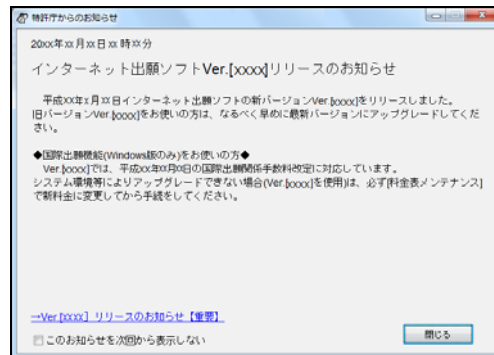 特許庁からのお知らせ
20xx年xx月xx日xx時xx分
インターネット出願ソフトVer.[xxxx]リリースのお知らせ
平成XX年x月XX日インターネット出願ソフトの新バージョンVer.[xxxx]をリリースしました。
旧バージョンVer.[xxxx]をお使いの方は、なるべく早めに最新バージョンにアップグレードしてくだ
さい。
◆国際出願機能(Windows版のみ)をお使いの方◆
Ver.[xxxx]では、平成xx年xx月xx日の国際出願関係手数料改定に対応しています。
システム環境等によりアップグレードできない場合(Ver.[xxxx]を使用)は、必ず[料金表メンテナンス]
で新料金に変更してから手続をしてください。
→Ver.[xxxx] リリースのお知らせ【重要】
このお知らせを次回から表示しない
閉じる